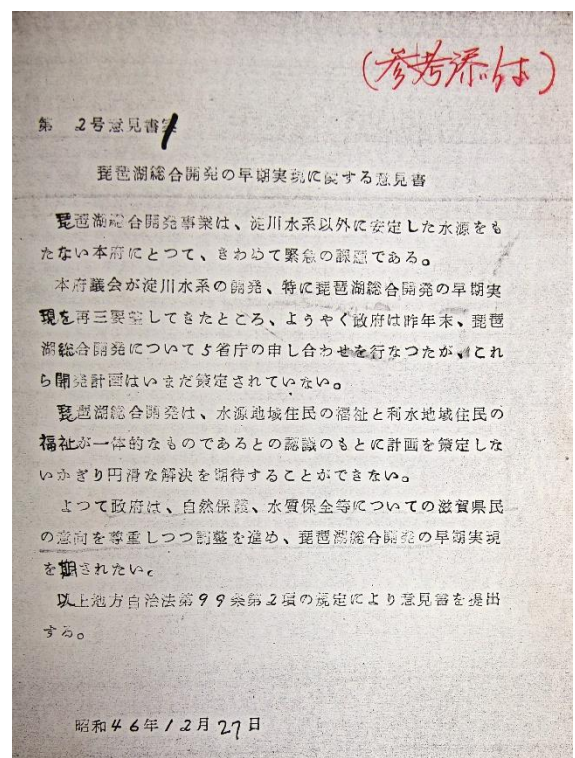 (参考添付)
第 2号意見書案
琵琶湖総合開発の早期実現に関する意見書
琵琶湖総合開発事業は、淀川水系以外に安定した水源をも
たない本府にとつて、きわめて緊急の課題である。
本府議会が淀川水系の開発、特に琵琶湖総合開発の早期実
現を再三要望してきたところ、ようやく政府は昨年末、琵琶
湖総合開発について5省庁の申し合わせを行なつたが、これ
ら開発計画はいまだ策定されていない。
琵琶湖総合開発は、水源地域住民の福祉と利水地域住民の
福祉が一体的なものであるとの認識のもとに計画を策定しな
いかぎり円滑な解決を期待することができない。
よつて政府は、自然保護、水質保全等についての滋賀県民
の意向を尊重しつつ調整を進め、琵琶湖総合開発の早期実現
を期されたい。
以上地方自治法第99条第2項の規定により意見書を提出
する。
昭和46年12月27日